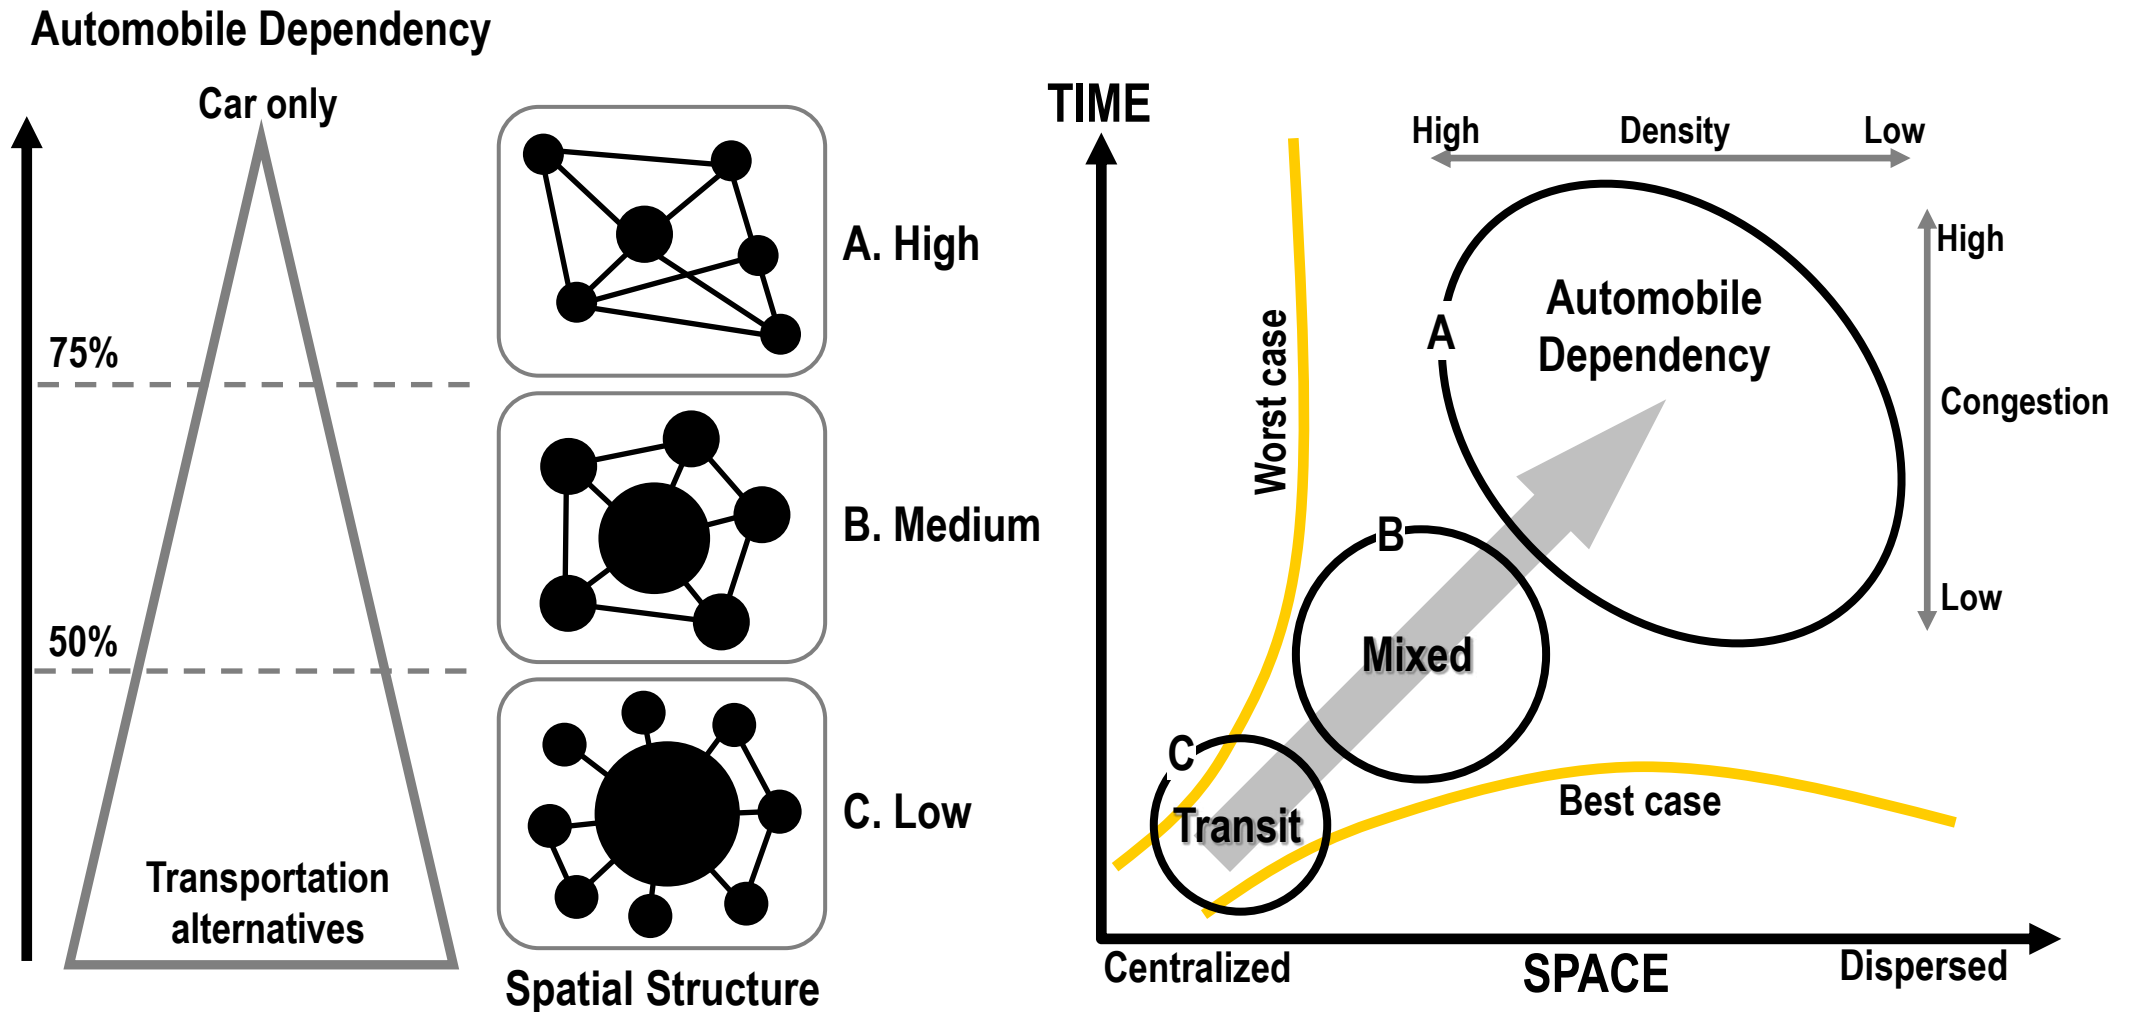 Automobile Dependency
Car only
75%
50%
Transportation
alternatives
A. High
B. Medium
C. Low
Spatial Structure
TIME
High Density Low
High
Congestion
Low
Worst case
A
Automobile
Dependency
B
Mixed
C
Transit
Best case
Centralized
SPACE
Dispersed